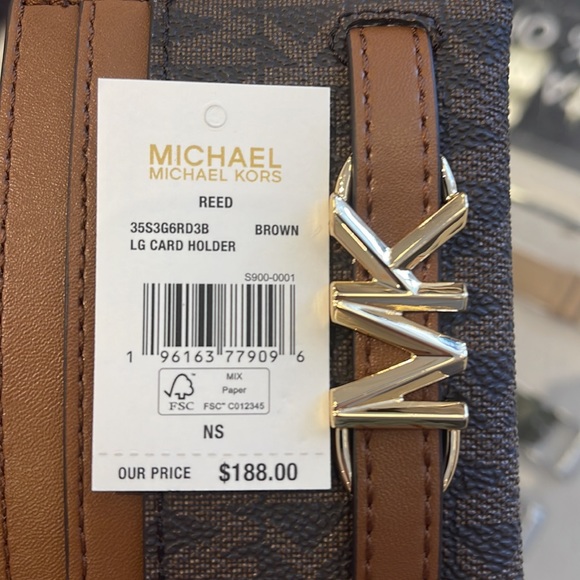 MICHAEL
MICHAEL KORS
REED
35S3G6RD3B BROWN
LG CARD HOLDER
S900-0001
1 96163 77909 6
FSC
MIX
Paper
FSC™ C012345
NS
OUR PRICE $188.00
MK